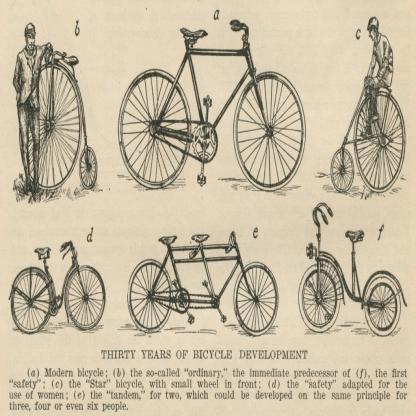 a
b
c
d
e
f
THIRTY YEARS OF BICYCLE DEVELOPMENT
(a) Modern bicycle; (b) the so-called "ordinary," the immediate predecessor of (f), the first
"safety"; (c) the "Star" bicycle, with small wheel in front; (d) the "safety" adapted for the
use of women; (e) the "tandem," for two, which could be developed on the same principle for
three, four or even six people.